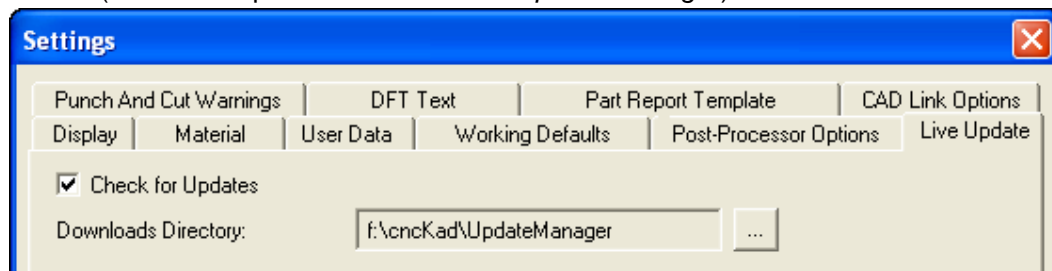 Settings
Punch And Cut Warnings DFT Text Part Report Template CAD Link Options
Display Material User Data Working Defaults Post-Processor Options Live Update
Check for Updates
Downloads Directory: f:\cncKad\UpdateManager ...